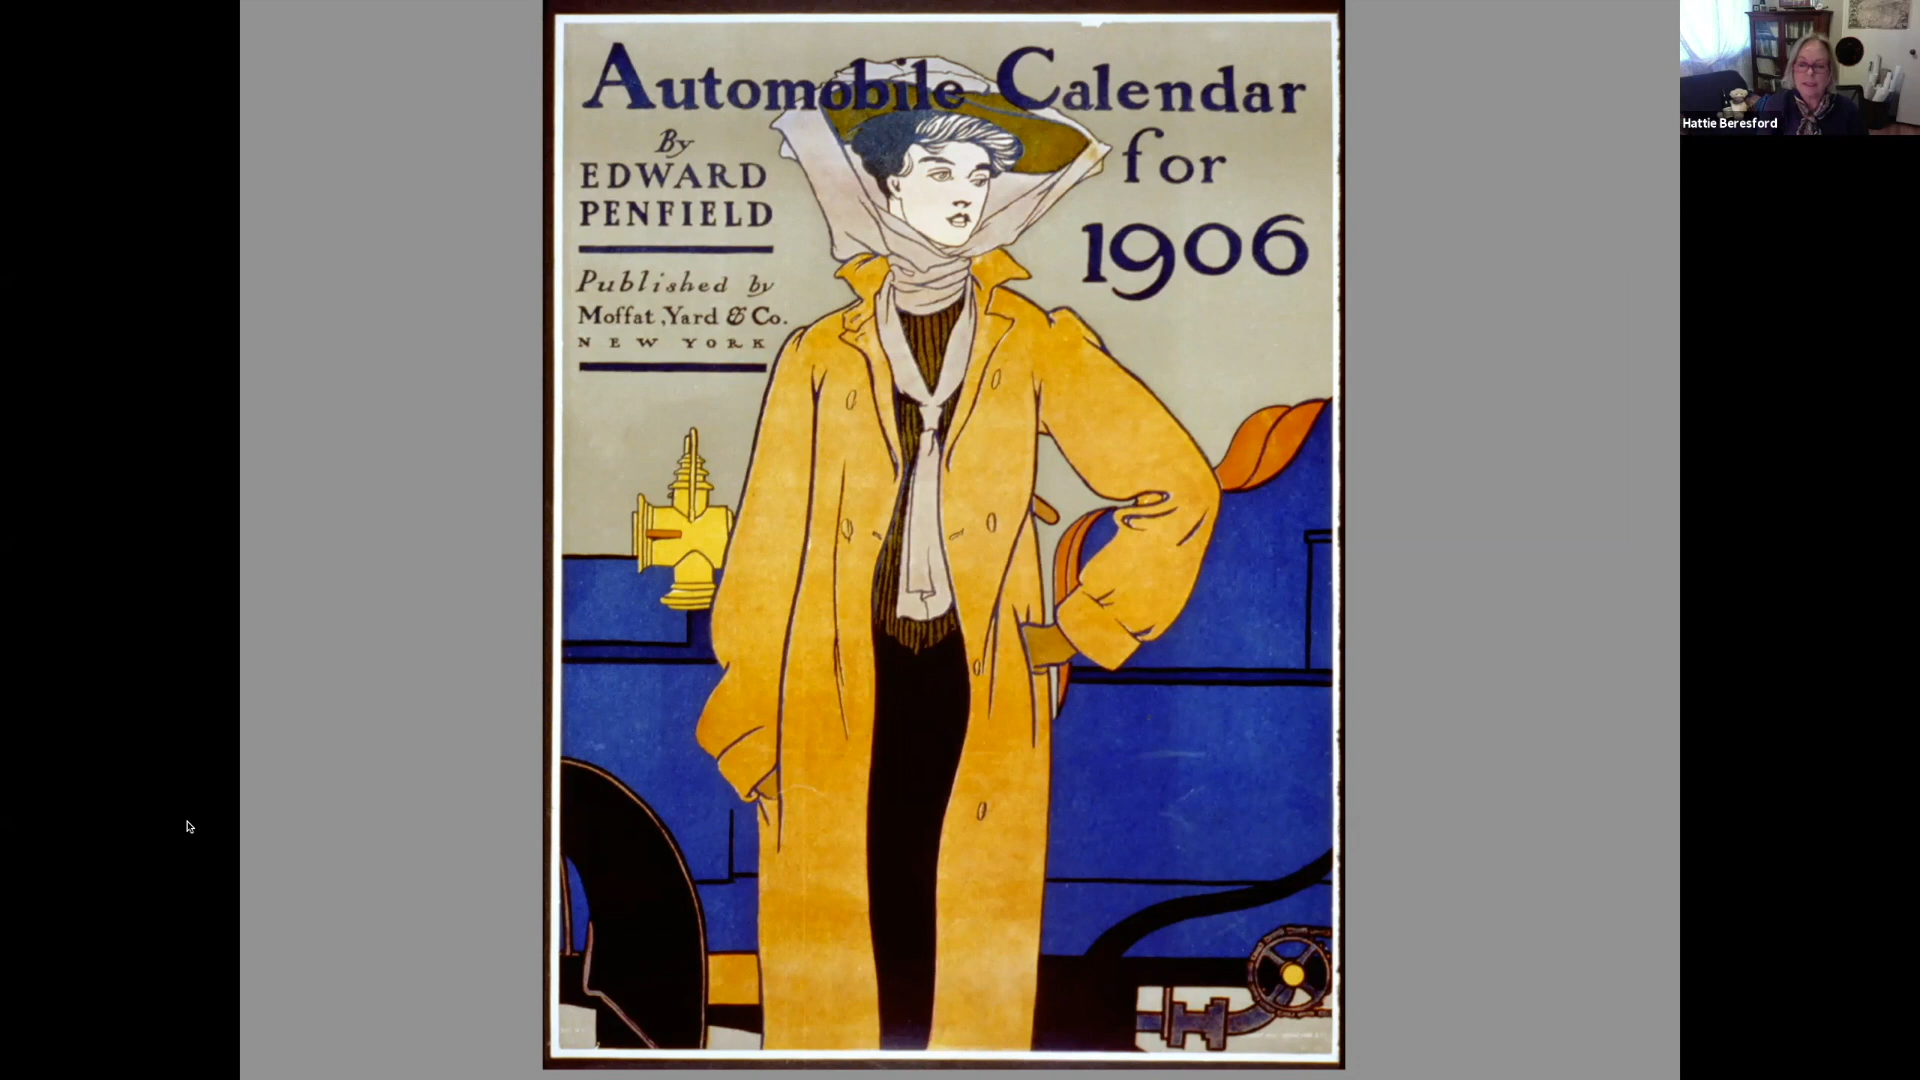 Automobile Calendar
for
1906
By
EDWARD
PENFIELD
Published by
Moffat, Yard & Co.
NEW YORK
Hattie Beresford